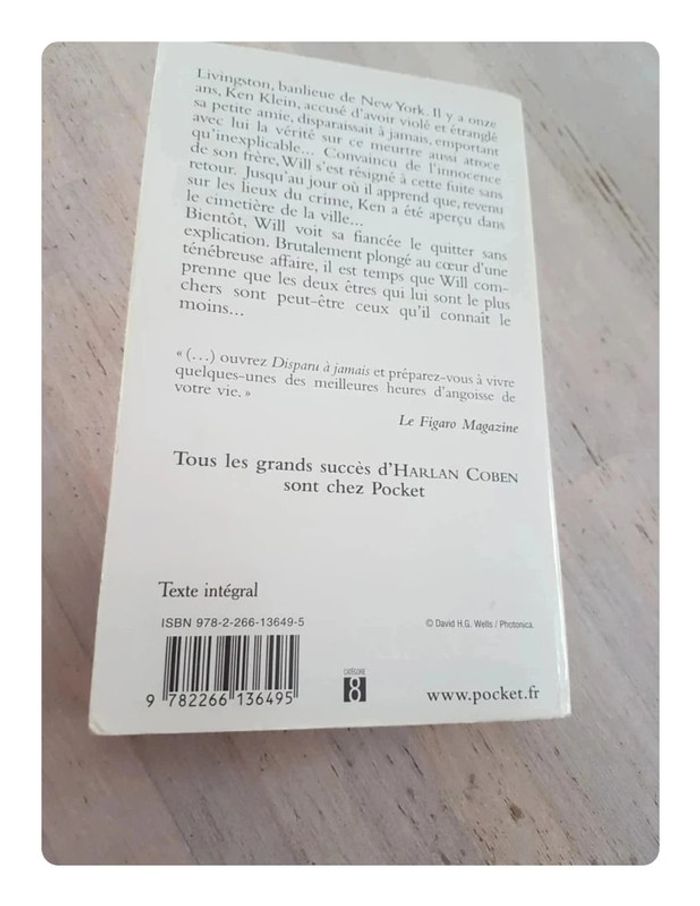 Livingston, banlieue de New York. Il y a onze
ans, Ken Klein, accusé d'avoir violé et étranglé
sa petite amie, disparaissait à jamais, emportant
avec lui la vérité sur ce meurtre aussi atroce
qu'inexplicable... Convaincu de l'innocence
de son frère, Will s'est résigné à cette fuite sans
retour. Jusqu'au jour où il apprend que, revenu
sur les lieux du crime, Ken a été aperçu dans
le cimetière de la ville...
Bientôt, Will voit sa fiancée le quitter sans
explication. Brutalement plongé au cœur d'une
ténébreuse affaire, il est temps que Will com-
prenne que les deux êtres qui lui sont le plus
chers sont peut-être ceux qu'il connaît le
moins...
« (...) ouvrez Disparu à jamais et préparez-vous à vivre
quelques-unes des meilleures heures d'angoisse de
votre vie. »
Le Figaro Magazine
Tous les grands succès d'HARLAN COBEN
sont chez Pocket
Texte intégral
ISBN 978-2-266-13649-5
© David H.G. Wells / Photonica.
9 782266 136495
CATÉGORIE
8
www.pocket.fr